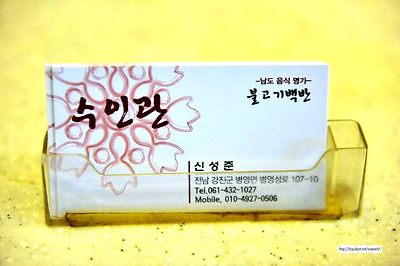 수인관
-남도 음식 명가-
불고기백반
신성준
전남 강진군 병영면 병영성로 107-10
Tel, 061-432-1027
Mobile, 010-4927-0506